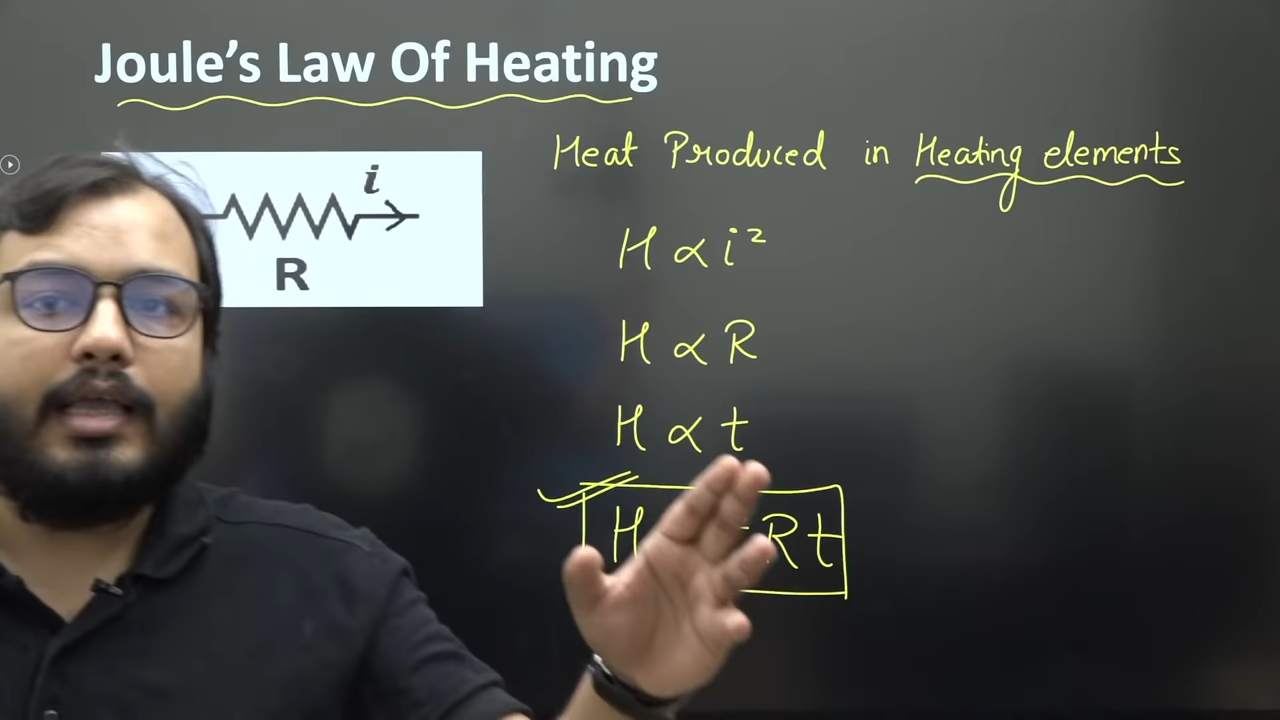 Joule's Law Of Heating
Heat Produced in Heating elements
i
R
H ∝ i²
H ∝ R
H ∝ t
H Rt